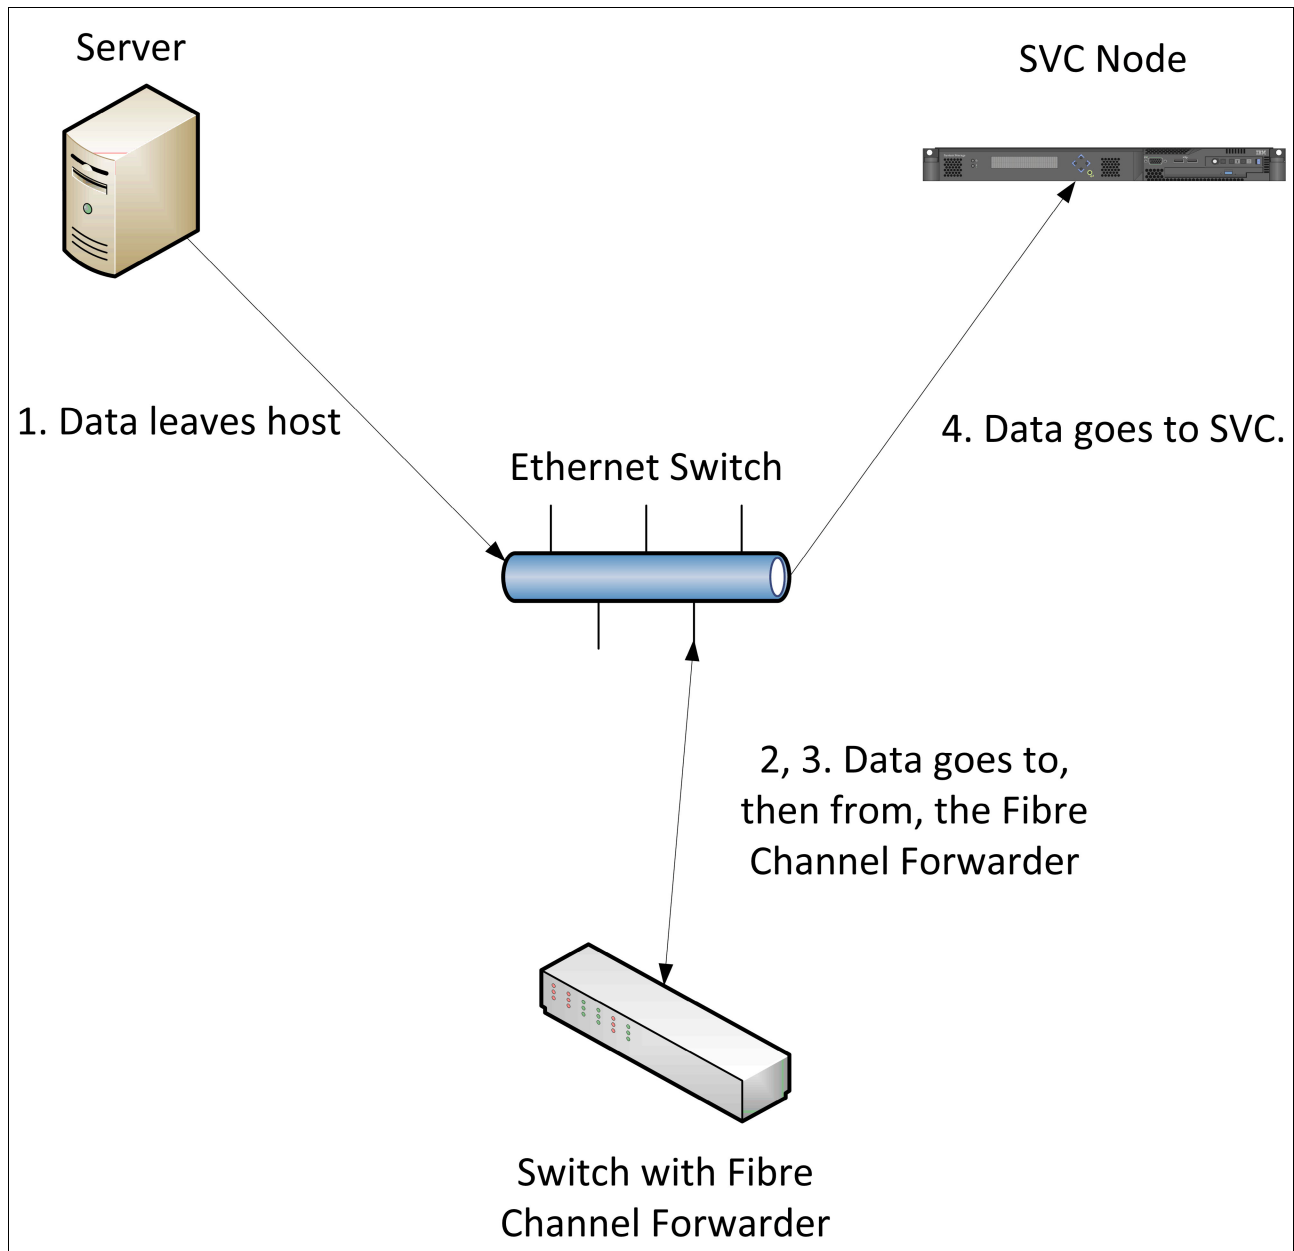 Server
SVC Node
IBM
1. Data leaves host
4. Data goes to SVC.
Ethernet Switch
2, 3. Data goes to,
then from, the Fibre
Channel Forwarder
Switch with Fibre
Channel Forwarder